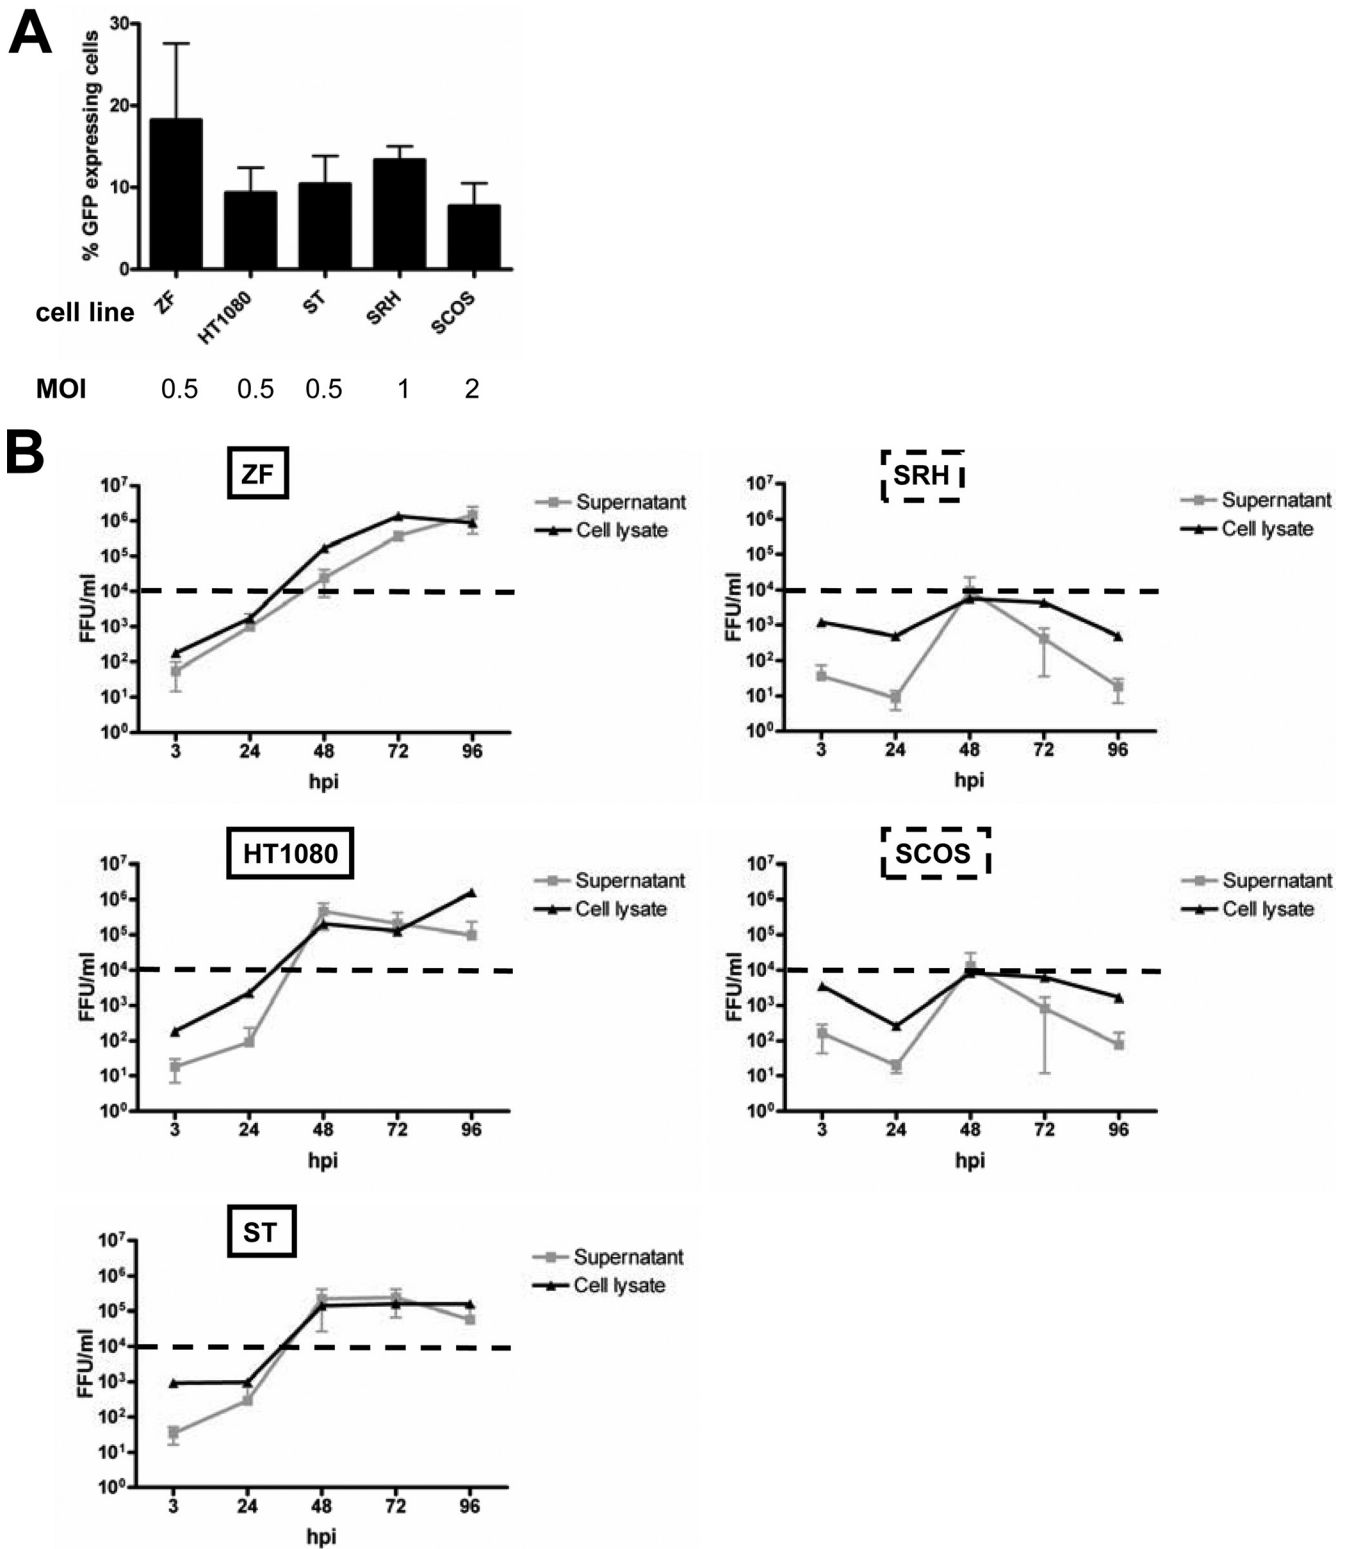 A
% GFP expressing cells
30
20
10
0
cell line ZF HT1080 ST SRH SCOS
MOI 0.5 0.5 0.5 1 2
B
ZF
FFU/ml
10⁷
10⁶
10⁵
10⁴
10³
10²
10¹
10⁰
3 24 48 72 96
hpi
Supernatant
Cell lysate
SRH
FFU/ml
10⁷
10⁶
10⁵
10⁴
10³
10²
10¹
10⁰
3 24 48 72 96
hpi
Supernatant
Cell lysate
HT1080
FFU/ml
10⁷
10⁶
10⁵
10⁴
10³
10²
10¹
10⁰
3 24 48 72 96
hpi
Supernatant
Cell lysate
SCOS
FFU/ml
10⁷
10⁶
10⁵
10⁴
10³
10²
10¹
10⁰
3 24 48 72 96
hpi
Supernatant
Cell lysate
ST
FFU/ml
10⁷
10⁶
10⁵
10⁴
10³
10²
10¹
10⁰
3 24 48 72 96
hpi
Supernatant
Cell lysate